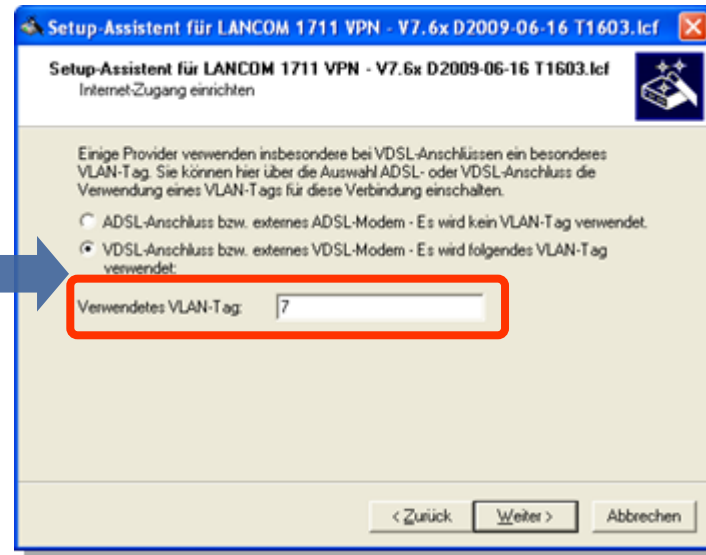 Setup-Assistent für LANCOM 1711 VPN - V7.6x D2009-06-16 T1603.lcf
Setup-Assistent für LANCOM 1711 VPN - V7.6x D2009-06-16 T1603.lcf
Internet-Zugang einrichten
Einige Provider verwenden insbesondere bei VDSL-Anschlüssen ein besonderes
VLAN-Tag. Sie können hier über die Auswahl ADSL- oder VDSL-Anschluss die
Verwendung eines VLAN-Tags für diese Verbindung einschalten.
ADSL-Anschluss bzw. externes ADSL-Modem - Es wird kein VLAN-Tag verwendet.
VDSL-Anschluss bzw. externes VDSL-Modem - Es wird folgendes VLAN-Tag
verwendet:
Verwendetes VLAN-Tag: 7
< Zurück Weiter > Abbrechen